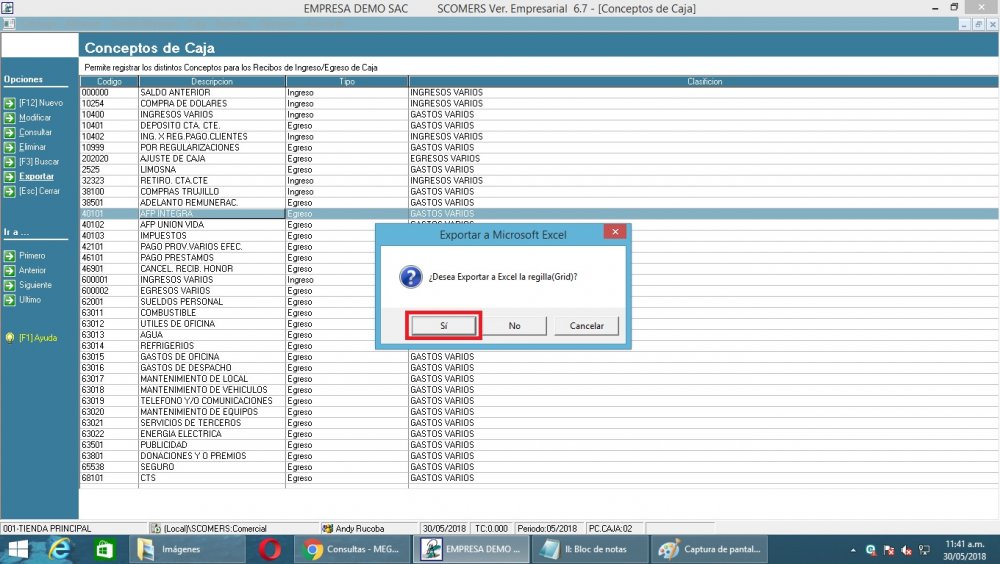 EMPRESA DEMO SAC SCOMERS Ver. Empresarial 6.7 - [Conceptos de Caja]
Conceptos de Caja
Permite registrar los distintos Conceptos para los Recibos de Ingreso/Egreso de Caja
Opciones
[F12] Nuevo
Modificar
Consultar
Eliminar
[F3] Buscar
Exportar
[Esc] Cerrar
Ir a ...
Primero
Anterior
Siguiente
Ultimo
[F1] Ayuda
Codigo Descripcion Tipo Clasificion
000000 SALDO ANTERIOR Ingreso INGRESOS VARIOS
10254 COMPRA DE DOLARES Ingreso INGRESOS VARIOS
10400 INGRESOS VARIOS Ingreso GASTOS VARIOS
10401 DEPOSITO CTA. CTE. Egreso GASTOS VARIOS
10402 ING. X REG.PAGO.CLIENTES Ingreso INGRESOS VARIOS
10999 POR REGULARIZACIONES Egreso GASTOS VARIOS
202020 AJUSTE DE CAJA Egreso EGRESOS VARIOS
2525 LIMOSNA Egreso GASTOS VARIOS
32323 RETIRO. CTA.CTE Ingreso INGRESOS VARIOS
38100 COMPRAS TRUJILLO Egreso GASTOS VARIOS
38501 ADELANTO REMUNERAC. Egreso GASTOS VARIOS
40101 AFP INTEGRA Egreso GASTOS VARIOS
40102 AFP UNION VIDA Egreso GASTOS VARIOS
40103 IMPUESTOS Egreso
42101 PAGO PROV.VARIOS EFEC. Egreso
46101 PAGO PRESTAMOS Egreso
46901 CANCEL. RECIB. HONOR Egreso
600001 INGRESOS VARIOS Ingreso
600002 EGRESOS VARIOS Egreso
62001 SUELDOS PERSONAL Egreso
63011 COMBUSTIBLE Egreso
63012 UTILES DE OFICINA Egreso
63013 AGUA Egreso
63014 REFRIGERIOS Egreso
63015 GASTOS DE OFICINA Egreso GASTOS VARIOS
63016 GASTOS DE DESPACHO Egreso GASTOS VARIOS
63017 MANTENIMIENTO DE LOCAL Egreso GASTOS VARIOS
63018 MANTENIMIENTO DE VEHICULOS Egreso GASTOS VARIOS
63019 TELEFONO Y/O COMUNICACIONES Egreso GASTOS VARIOS
63020 MANTENIMIENTO DE EQUIPOS Egreso GASTOS VARIOS
63021 SERVICIOS DE TERCEROS Egreso GASTOS VARIOS
63022 ENERGIA ELECTRICA Egreso GASTOS VARIOS
63501 PUBLICIDAD Egreso GASTOS VARIOS
63801 DONACIONES Y O PREMIOS Egreso GASTOS VARIOS
65538 SEGURO Egreso GASTOS VARIOS
68101 CTS Egreso GASTOS VARIOS
Exportar a Microsoft Excel
¿Desea Exportar a Excel la regilla(Grid)?
Sí No Cancelar
001-TIENDA PRINCIPAL (Local)\SCOMERS:Comercial Andy Rucoba 30/05/2018 TC:0.000 Periodo:05/2018 PC.CAJA:02
Imágenes Consultas - MEG... EMPRESA DEMO ... II: Bloc de notas Captura de pantal...
11:41 a.m.
30/05/2018